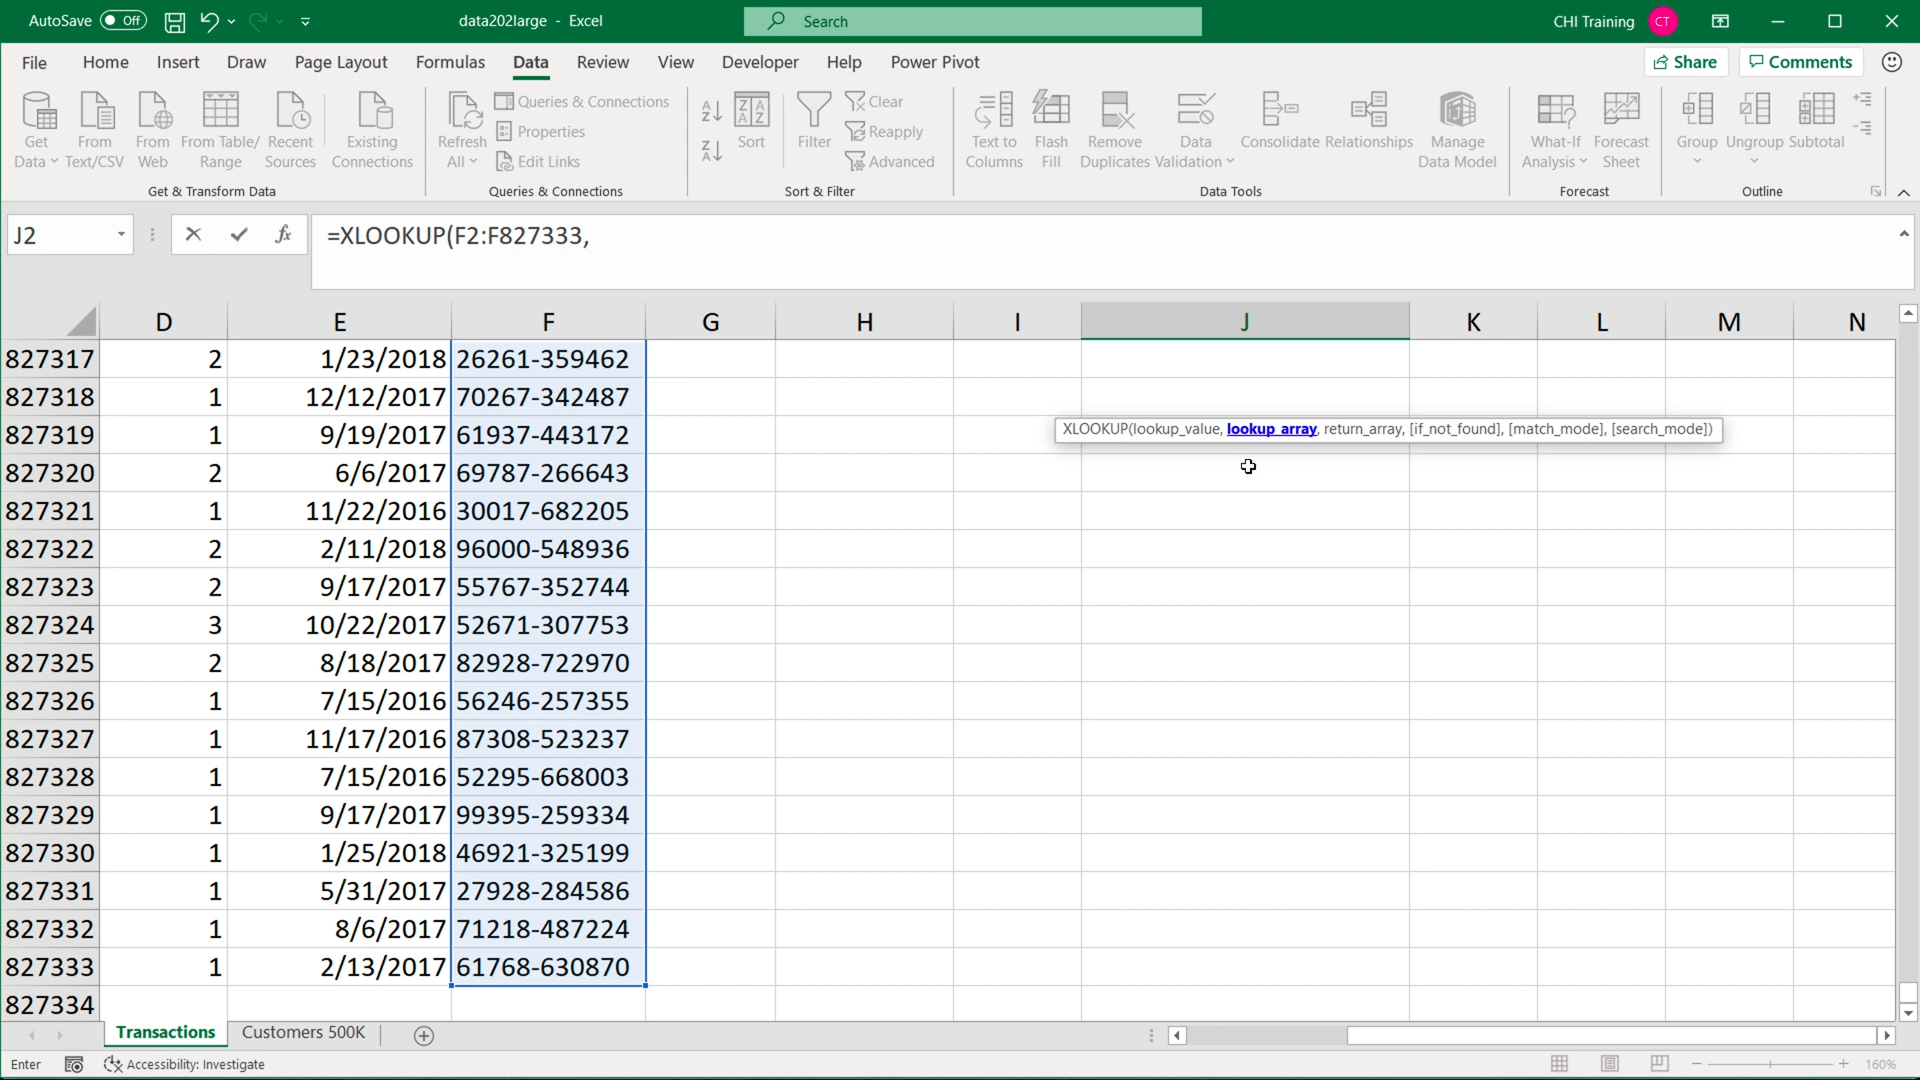 AutoSave Off data202large - Excel Search CHI Training CT
File Home Insert Draw Page Layout Formulas Data Review View Developer Help Power Pivot Share Comments
Get Data From Text/CSV From Web From Table/Range Recent Sources Existing Connections
Get & Transform Data
Refresh All Queries & Connections Properties Edit Links
Queries & Connections
Sort Filter Clear Reapply Advanced
Sort & Filter
Text to Columns Flash Fill Remove Duplicates Data Validation Consolidate Relationships Manage Data Model
Data Tools
What-If Analysis Forecast Sheet
Forecast
Group Ungroup Subtotal
Outline
J2 fx =XLOOKUP(F2:F827333,
D E F G H I J K L M N
827317 2 1/23/2018 26261-359462
827318 1 12/12/2017 70267-342487
827319 1 9/19/2017 61937-443172
XLOOKUP(lookup_value, lookup_array, return_array, [if_not_found], [match_mode], [search_mode])
827320 2 6/6/2017 69787-266643
827321 1 11/22/2016 30017-682205
827322 2 2/11/2018 96000-548936
827323 2 9/17/2017 55767-352744
827324 3 10/22/2017 52671-307753
827325 2 8/18/2017 82928-722970
827326 1 7/15/2016 56246-257355
827327 1 11/17/2016 87308-523237
827328 1 7/15/2016 52295-668003
827329 1 9/17/2017 99395-259334
827330 1 1/25/2018 46921-325199
827331 1 5/31/2017 27928-284586
827332 1 8/6/2017 71218-487224
827333 1 2/13/2017 61768-630870
827334
Transactions Customers 500K
Enter Accessibility: Investigate 160%